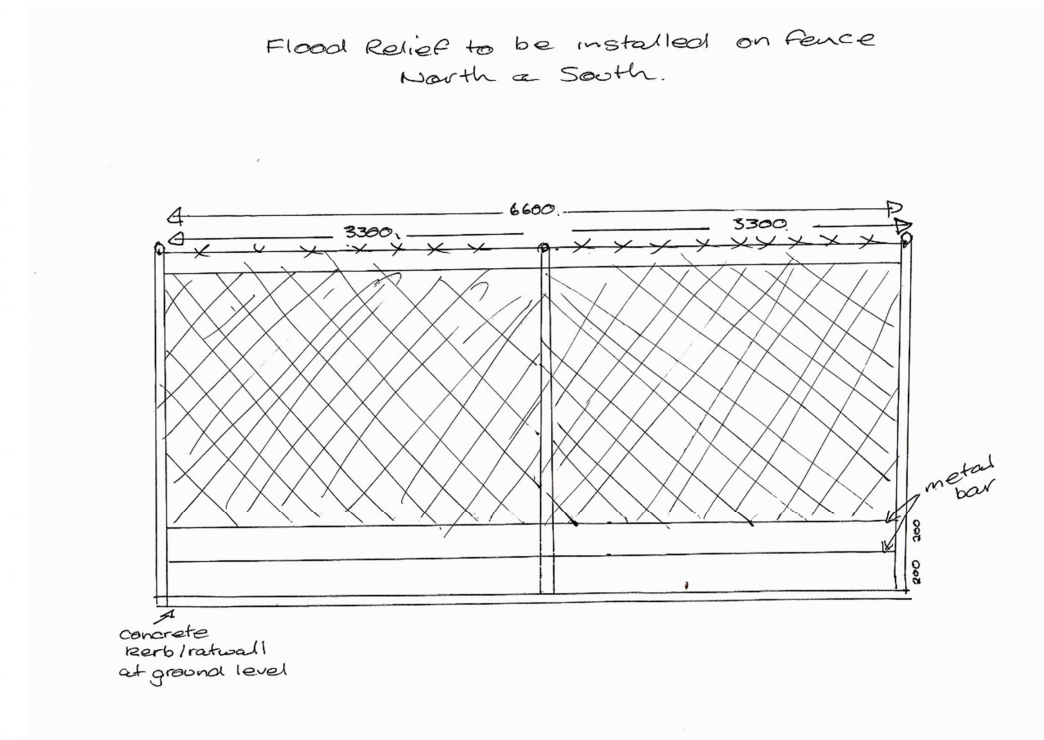 Flood Relief to be installed on fence
North & South.
6600.
3300.
3300.
metal
bar
200
200
concrete
kerb/ratwall
at ground level